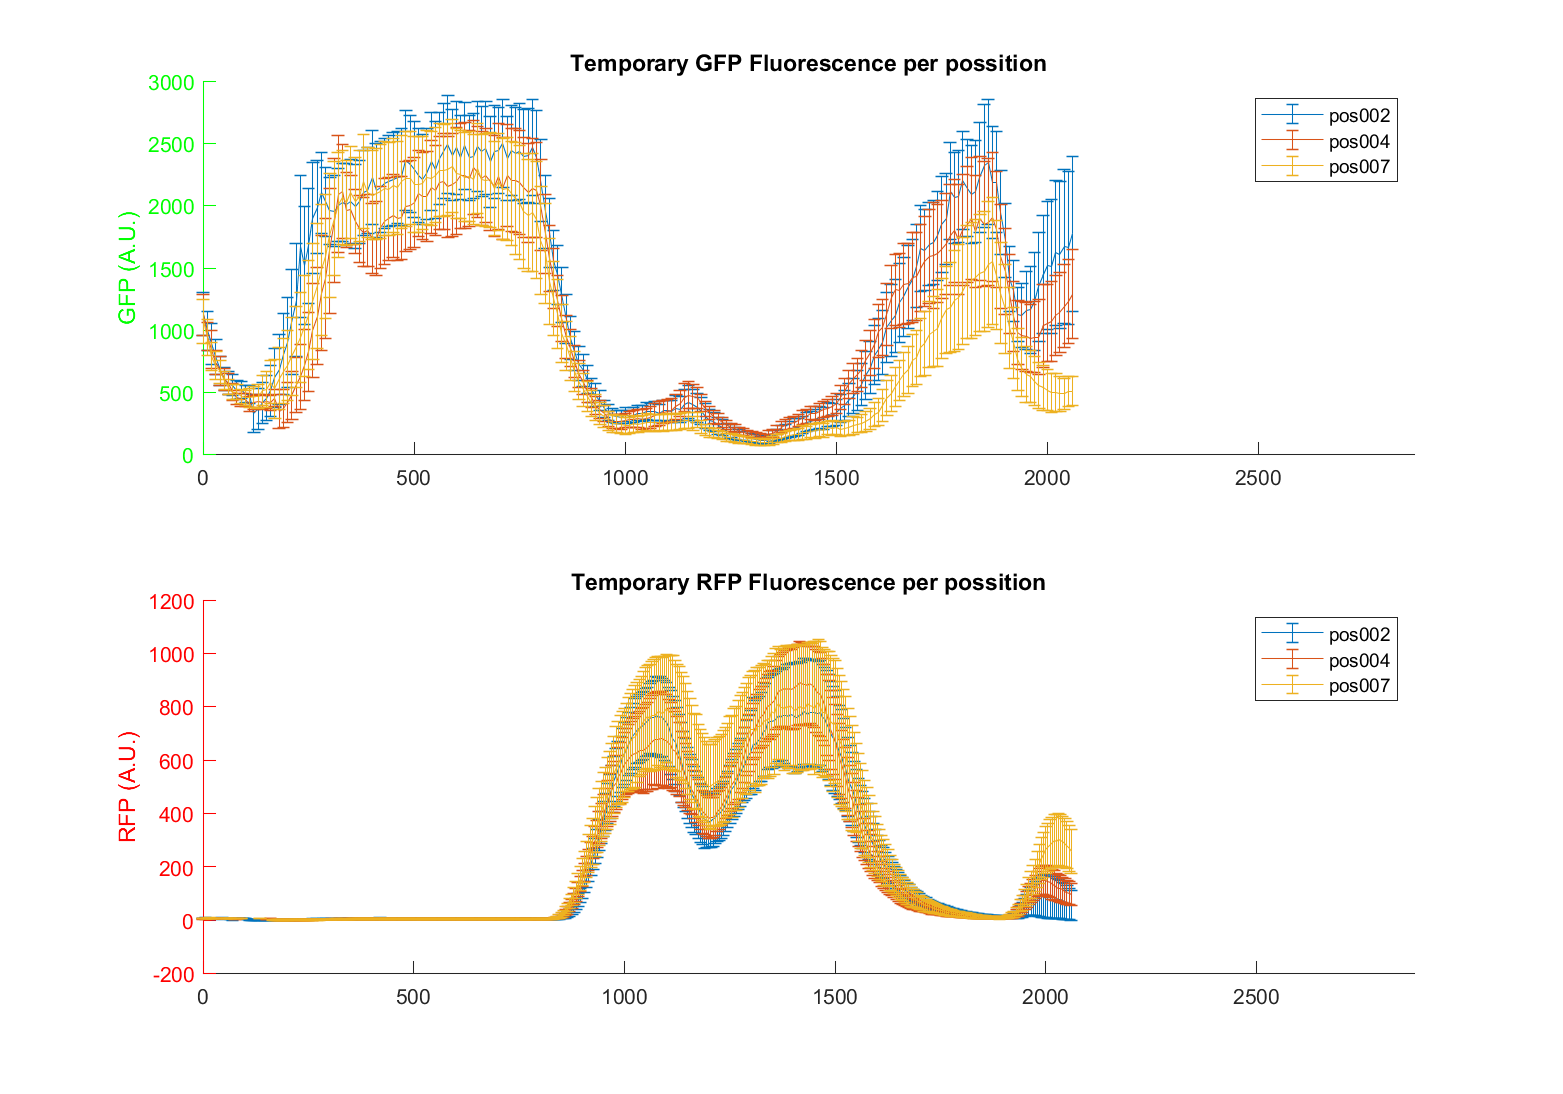 Temporary GFP Fluorescence per possition
GFP (A.U.)
3000
2500
2000
1500
1000
500
0
0 500 1000 1500 2000 2500
pos002
pos004
pos007
Temporary RFP Fluorescence per possition
RFP (A.U.)
1200
1000
800
600
400
200
0
-200
0 500 1000 1500 2000 2500
pos002
pos004
pos007